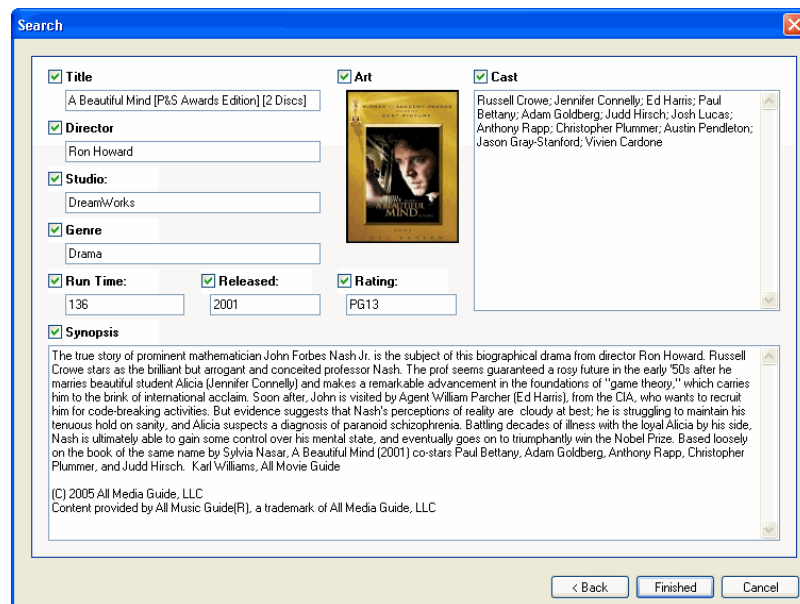 Search
Title
A Beautiful Mind [P&S Awards Edition] [2 Discs]
Director
Ron Howard
Studio:
DreamWorks
Genre
Drama
Run Time:
136
Released:
2001
Rating:
PG13
Art
WINNER ACADEMY AWARDS
BEST PICTURE
A BEAUTIFUL
MIND
Cast
Russell Crowe; Jennifer Connelly; Ed Harris; Paul
Bettany; Adam Goldberg; Judd Hirsch; Josh Lucas;
Anthony Rapp; Christopher Plummer; Austin Pendleton;
Jason Gray-Stanford; Vivien Cardone
Synopsis
The true story of prominent mathematician John Forbes Nash Jr. is the subject of this biographical drama from director Ron Howard. Russell
Crowe stars as the brilliant but arrogant and conceited professor Nash. The prof seems guaranteed a rosy future in the early '50s after he
marries beautiful student Alicia (Jennifer Connelly) and makes a remarkable advancement in the foundations of "game theory," which carries
him to the brink of international acclaim. Soon after, John is visited by Agent William Parcher (Ed Harris), from the CIA, who wants to recruit
him for code-breaking activities. But evidence suggests that Nash's perceptions of reality are  cloudy at best; he is struggling to maintain his
tenuous hold on sanity, and Alicia suspects a diagnosis of paranoid schizophrenia. Battling decades of illness with the loyal Alicia by his side,
Nash is ultimately able to gain some control over his mental state, and eventually goes on to triumphantly win the Nobel Prize. Based loosely
on the book of the same name by Sylvia Nasar, A Beautiful Mind (2001) co-stars Paul Bettany, Adam Goldberg, Anthony Rapp, Christopher
Plummer, and Judd Hirsch.  Karl Williams, All Movie Guide
(C) 2005 All Media Guide, LLC
Content provided by All Music Guide(R), a trademark of All Media Guide, LLC
< Back
Finished
Cancel